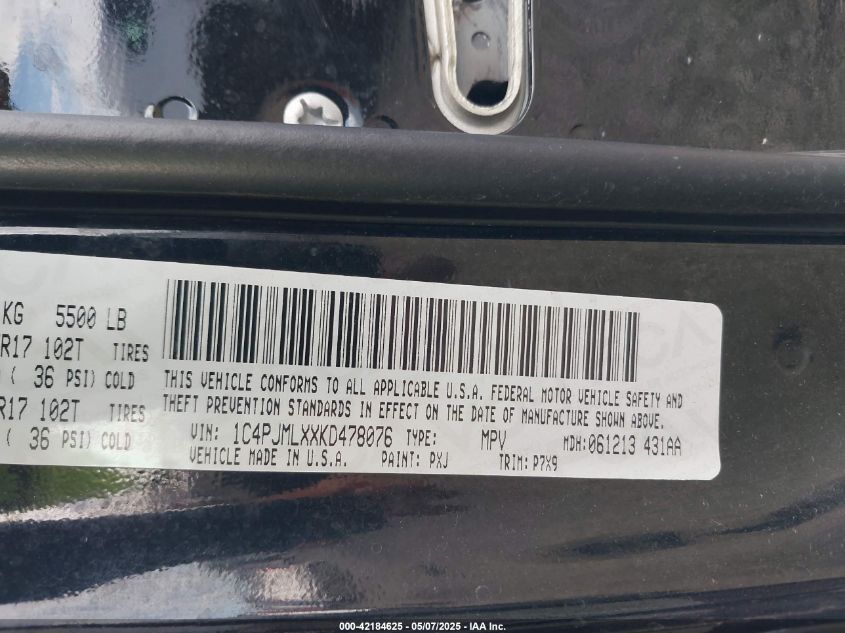 KG 5500 LB
R17 102T TIRES
( 36 PSI) COLD
R17 102T TIRES
( 36 PSI) COLD
THIS VEHICLE CONFORMS TO ALL APPLICABLE U.S.A. FEDERAL MOTOR VEHICLE SAFETY AND
THEFT PREVENTION STANDARDS IN EFFECT ON THE DATE OF MANUFACTURE SHOWN ABOVE.
VIN: 1C4PJMLXXKD478076 TYPE: MPV MDH:061213 431AA
VEHICLE MADE IN U.S.A. PAINT: PXJ TRIM: P7X9
000-42184625 - 05/07/2025 - IAA Inc.